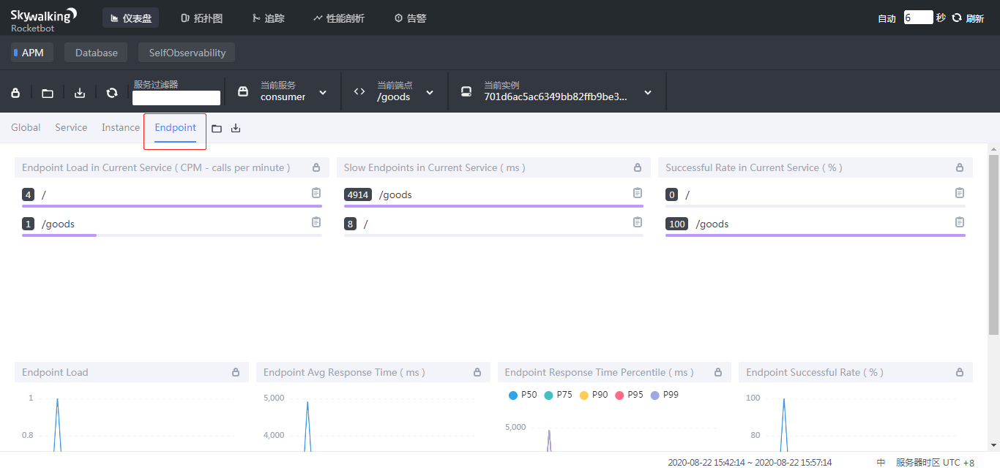 Skywalking
Rocketbot
仪表盘
拓扑图
追踪
性能剖析
告警
自动 6 秒 刷新
APM
Database
SelfObservability
服务过滤器
当前服务
consumer
当前端点
/goods
当前实例
701d6ac5ac6349bb82ffb9be3...
Global
Service
Instance
Endpoint
Endpoint Load in Current Service ( CPM - calls per minute )
4 /
1 /goods
Slow Endpoints in Current Service ( ms )
4914 /goods
8 /
Successful Rate in Current Service ( % )
0 /
100 /goods
Endpoint Load
1
0.8
Endpoint Avg Response Time ( ms )
5,000
4,000
Endpoint Response Time Percentile ( ms )
P50 P75 P90 P95 P99
5,000
Endpoint Successful Rate ( % )
100
80
2020-08-22 15:42:14 ~ 2020-08-22 15:57:14
中
服务器时区 UTC +8